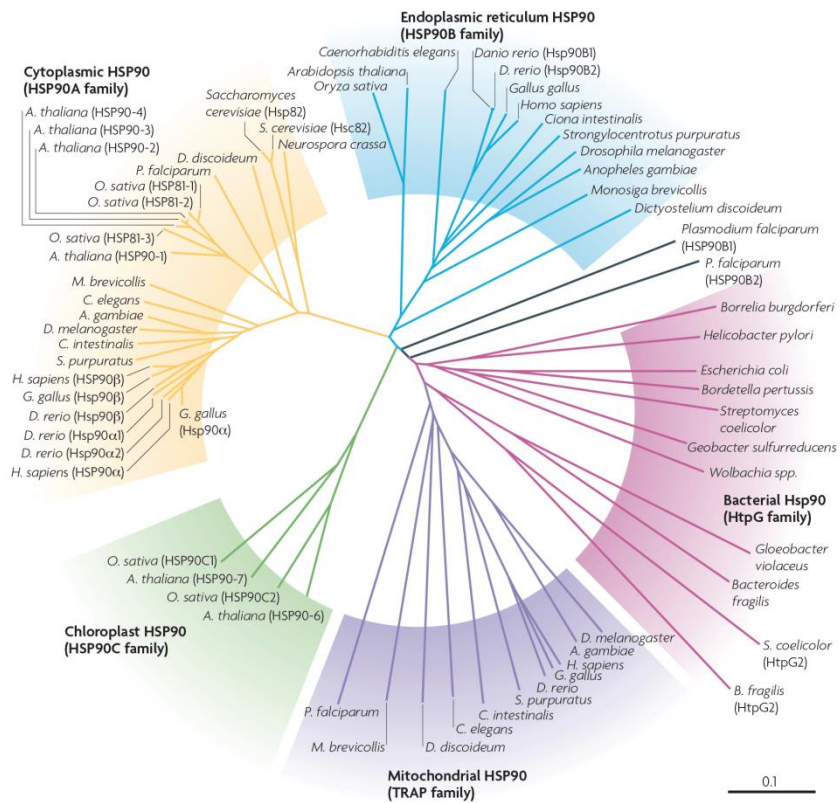 Endoplasmic reticulum HSP90
(HSP90B family)
Caenorhabiditis elegans
Danio rerio (Hsp90B1)
D. rerio (Hsp90B2)
Arabidopsis thaliana
Oryza sativa
Gallus gallus
Homo sapiens
Ciona intestinalis
Strongylocentrotus purpuratus
Drosophila melanogaster
Anopheles gambiae
Monosiga brevicollis
Dictyostelium discoideum
Plasmodium falciparum
(HSP90B1)
P. falciparum
(HSP90B2)
Cytoplasmic HSP90
(HSP90A family)
A. thaliana (HSP90-4)
A. thaliana (HSP90-3)
A. thaliana (HSP90-2)
Saccharomyces
cerevisiae (Hsp82)
S. cerevisiae (Hsc82)
Neurospora crassa
D. discoideum
P. falciparum
O. sativa (HSP81-1)
O. sativa (HSP81-2)
O. sativa (HSP81-3)
A. thaliana (HSP90-1)
M. brevicollis
C. elegans
A. gambiae
D. melanogaster
C. intestinalis
S. purpuratus
H. sapiens (HSP90β)
G. gallus (Hsp90β)
D. rerio (Hsp90β)
D. rerio (Hsp90α1)
D. rerio (Hsp90α2)
H. sapiens (HSP90α)
G. gallus
(Hsp90α)
Borrelia burgdorferi
Helicobacter pylori
Escherichia coli
Bordetella pertussis
Streptomyces
coelicolor
Geobacter sulfurreducens
Wolbachia spp.
Bacterial Hsp90
(HtpG family)
Gloeobacter
violaceus
Bacteroides
fragilis
S. coelicolor
(HtpG2)
B. fragilis
(HtpG2)
O. sativa (HSP90C1)
A. thaliana (HSP90-7)
O. sativa (HSP90C2)
A. thaliana (HSP90-6)
Chloroplast HSP90
(HSP90C family)
D. melanogaster
A. gambiae
H. sapiens
G. gallus
D. rerio
S. purpuratus
C. intestinalis
C. elegans
D. discoideum
M. brevicollis
P. falciparum
Mitochondrial HSP90
(TRAP family)
0.1